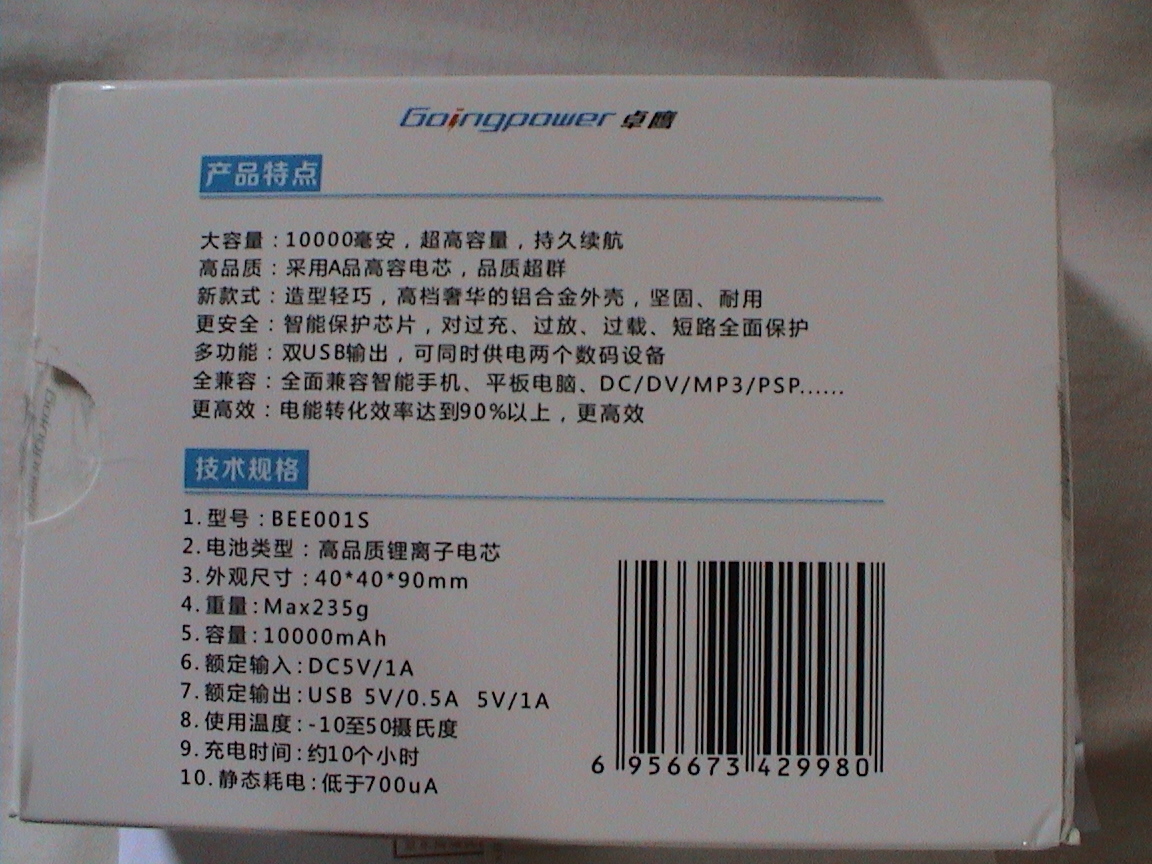 Goingpower 卓鹰
产品特点
大容量：10000毫安，超高容量，持久续航
高品质：采用A品高容电芯，品质超群
新款式：造型轻巧，高档奢华的铝合金外壳，坚固、耐用
更安全：智能保护芯片，对过充、过放、过载、短路全面保护
多功能：双USB输出，可同时供电两个数码设备
全兼容：全面兼容智能手机、平板电脑、DC/DV/MP3/PSP......
更高效：电能转化效率达到90%以上，更高效
技术规格
1.型号：BEE001S
2.电池类型：高品质锂离子电芯
3.外观尺寸：40*40*90mm
4.重量：Max235g
5.容量：10000mAh
6.额定输入：DC5V/1A
7.额定输出：USB 5V/0.5A 5V/1A
8.使用温度：-10至50摄氏度
9.充电时间：约10个小时
10.静态耗电：低于700uA
6 956673 429980